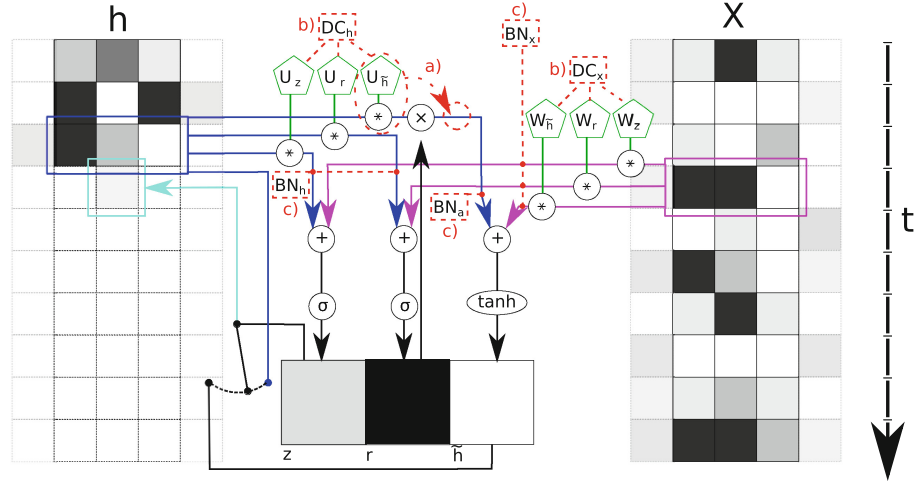 h
X
b) DC_h
c)
BN_x
U_z U_r U_h̃
a)
b) DC_x
* × 
W_h̃ W_r W_z
*
*
*
*
*
BN_h
c)
BN_a
c)
+ + +
t
σ σ tanh
z r h̃